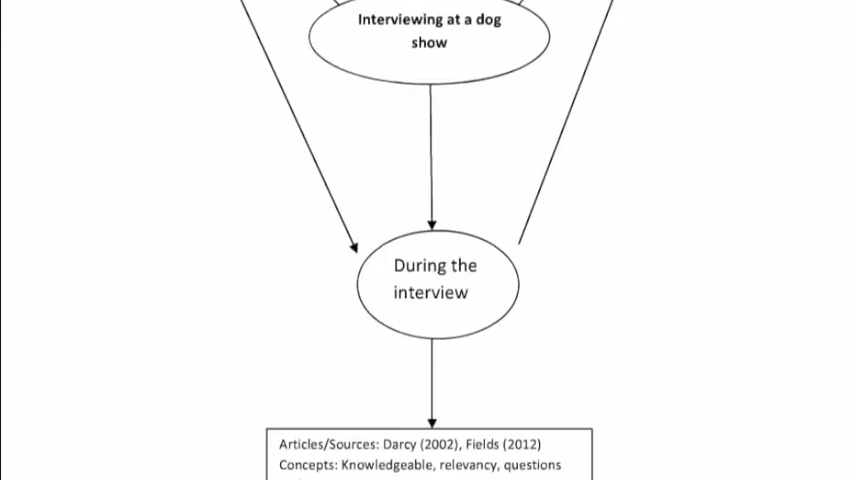 Interviewing at a dog
show
During the
interview
Articles/Sources: Darcy (2002), Fields (2012)
Concepts: Knowledgeable, relevancy, questions